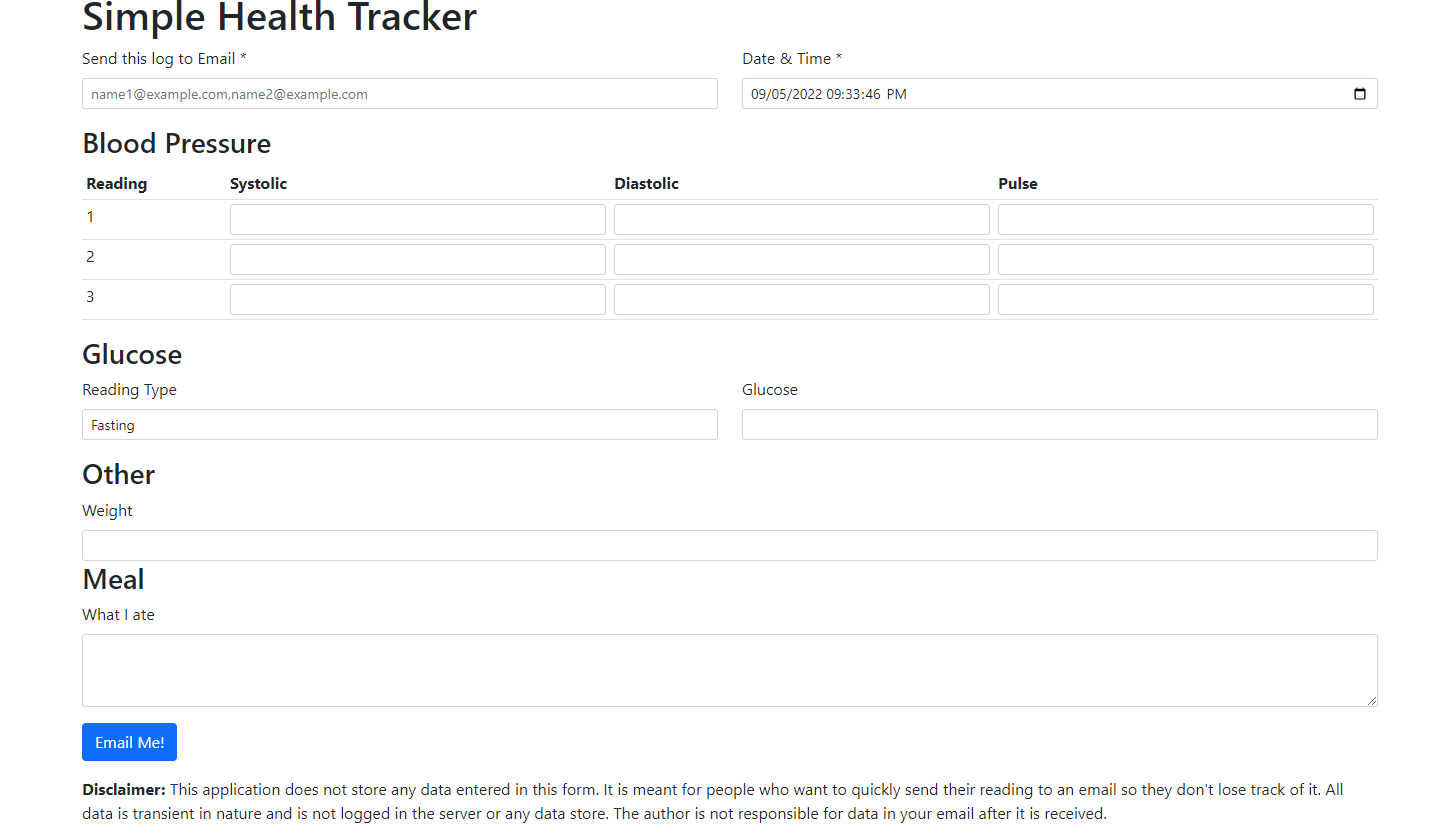 Simple Health Tracker
Send this log to Email * Date & Time *
name1@example.com,name2@example.com 09/05/2022 09:33:46 PM
Blood Pressure
Reading Systolic Diastolic Pulse
1
2
3
Glucose
Reading Type Glucose
Fasting
Other
Weight
Meal
What I ate
Email Me!
Disclaimer: This application does not store any data entered in this form. It is meant for people who want to quickly send their reading to an email so they don't lose track of it. All
data is transient in nature and is not logged in the server or any data store. The author is not responsible for data in your email after it is received.